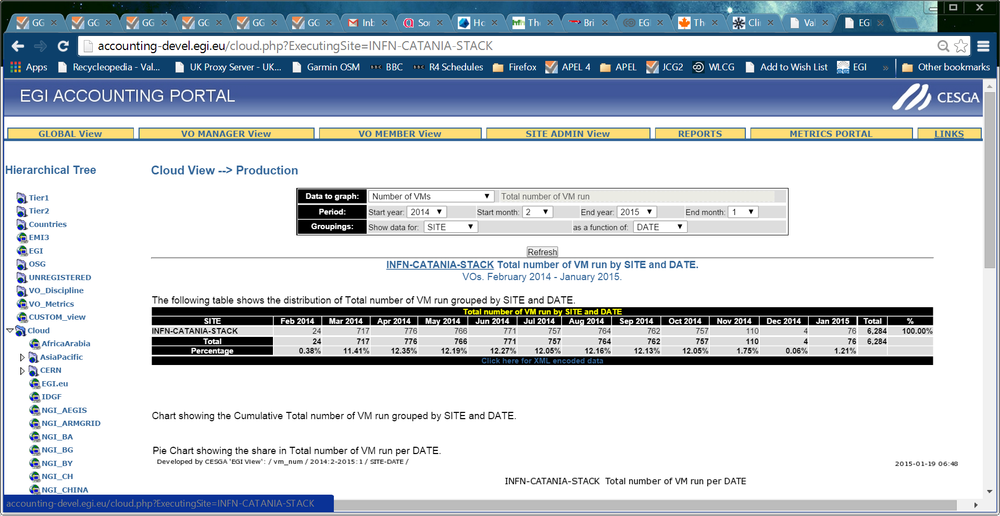 GG GG GG GG GG GG Inb Sor Ho The Bri EGI The Clin Val EGI
accounting-devel.egi.eu/cloud.php?ExecutingSite=INFN-CATANIA-STACK
Apps Recycleopedia - Val... UK Proxy Server - UK... Garmin OSM BBC BBC BBC R4 Schedules Firefox APEL 4 APEL JCG2 WLCG Add to Wish List EGI » Other bookmarks
EGI ACCOUNTING PORTAL
CESGA
GLOBAL View VO MANAGER View VO MEMBER View SITE ADMIN View REPORTS METRICS PORTAL LINKS
Hierarchical Tree
Tier1
Tier2
Countries
EMI3
EGI
OSG
UNREGISTERED
VO_Discipline
VO_Metrics
CUSTOM_view
Cloud
AfricaArabia
AsiaPacific
CERN
EGI.eu
IDGF
NGI_AEGIS
NGI_ARMGRID
NGI_BA
NGI_BG
NGI_BY
NGI_CH
NGI_CHINA
Cloud View --> Production
Data to graph: Number of VMs Total number of VM run
Period: Start year: 2014 Start month: 2 End year: 2015 End month: 1
Groupings: Show data for: SITE as a function of: DATE
Refresh
INFN-CATANIA-STACK Total number of VM run by SITE and DATE.
VOs. February 2014 - January 2015.
The following table shows the distribution of Total number of VM run grouped by SITE and DATE.
Total number of VM run by SITE and DATE
SITE Feb 2014 Mar 2014 Apr 2014 May 2014 Jun 2014 Jul 2014 Aug 2014 Sep 2014 Oct 2014 Nov 2014 Dec 2014 Jan 2015 Total %
INFN-CATANIA-STACK 24 717 776 766 771 757 764 762 757 110 4 76 6,284 100.00%
Total 24 717 776 766 771 757 764 762 757 110 4 76 6,284
Percentage 0.38% 11.41% 12.35% 12.19% 12.27% 12.05% 12.16% 12.13% 12.05% 1.75% 0.06% 1.21%
Click here for XML encoded data
Chart showing the Cumulative Total number of VM run grouped by SITE and DATE.
Pie Chart showing the share in Total number of VM run per DATE.
Developed by CESGA 'EGI View': / vm_num / 2014:2-2015:1 / SITE-DATE /
2015-01-19 06:48
INFN-CATANIA-STACK Total number of VM run per DATE
accounting-devel.egi.eu/cloud.php?ExecutingSite=INFN-CATANIA-STACK